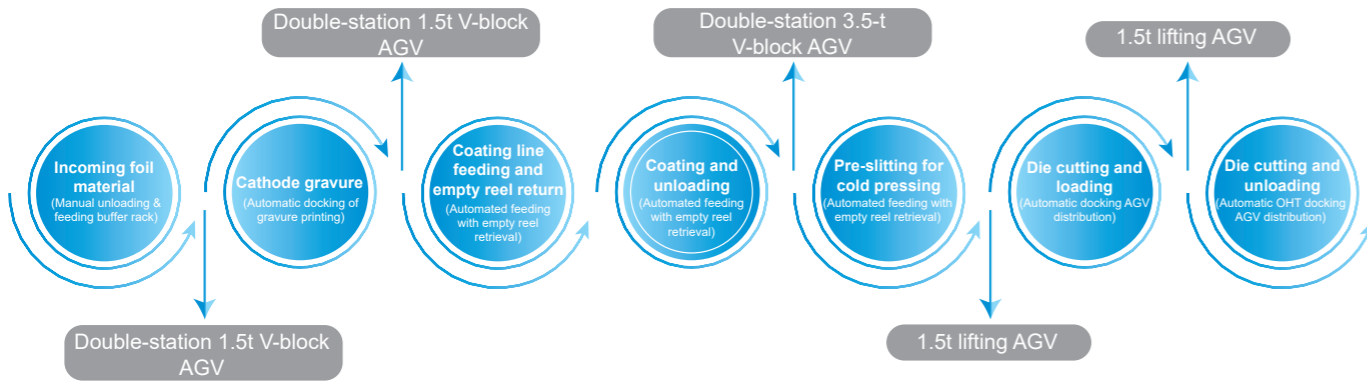 Double-station 1.5t V-block
AGV
Double-station 3.5-t
V-block AGV
1.5t lifting AGV
Incoming foil
material
(Manual unloading &
feeding buffer rack)
Cathode gravure
(Automatic docking of
gravure printing)
Coating line
feeding and
empty reel return
(Automated feeding
with empty reel
retrieval)
Coating and
unloading
(Automated feeding
with empty reel
retrieval)
Pre-slitting for
cold pressing
(Automated feeding with
empty reel retrieval)
Die cutting and
loading
(Automatic docking AGV
distribution)
Die cutting and
unloading
(Automatic OHT docking
AGV distribution)
Double-station 1.5t V-block
AGV
1.5t lifting AGV